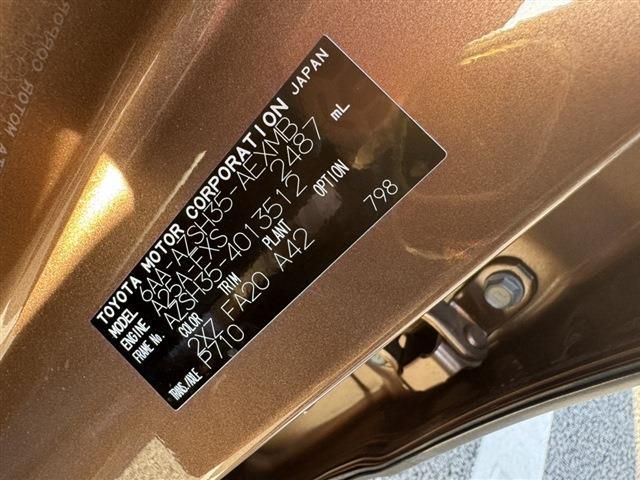 TOYOTA MOTOR CORPORATION JAPAN
MODEL 6AA-AZSH35-AEXMB
ENGINE A25A-FXS 2487 mL
FRAME No. AZSH35-4013512
COLOR TRIM PLANT OPTION
2X7 FA20 A42 798
TRANS./AXLE P710